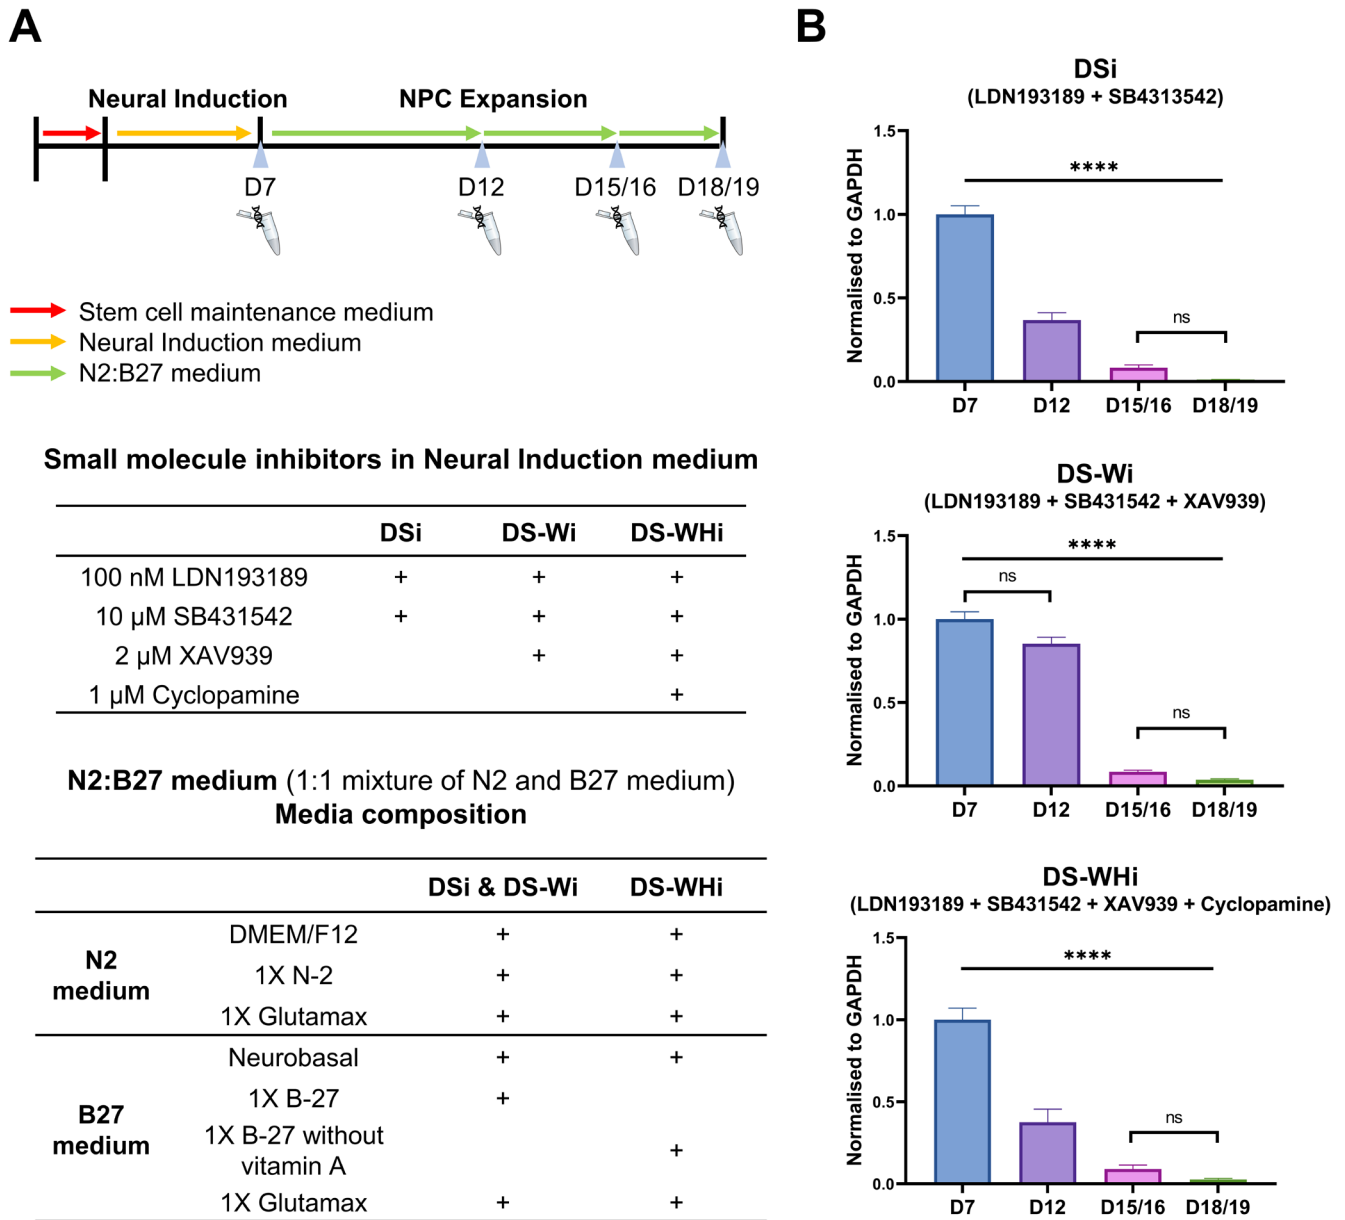 A
Neural Induction
NPC Expansion
D7
D12
D15/16
D18/19
Stem cell maintenance medium
Neural Induction medium
N2:B27 medium
Small molecule inhibitors in Neural Induction medium
DSi DS-Wi DS-WHi
100 nM LDN193189 + + +
10 µM SB431542 + + +
2 µM XAV939 + +
1 µM Cyclopamine +
N2:B27 medium (1:1 mixture of N2 and B27 medium)
Media composition
DSi & DS-Wi DS-WHi
N2
medium
DMEM/F12 + +
1X N-2 + +
1X Glutamax + +
B27
medium
Neurobasal + +
1X B-27 +
1X B-27 without
vitamin A +
1X Glutamax + +
B
DSi
(LDN193189 + SB4313542)
Normalised to GAPDH
1.5
1.0
0.5
0.0
****
ns
D7 D12 D15/16 D18/19
DS-Wi
(LDN193189 + SB431542 + XAV939)
Normalised to GAPDH
1.5
1.0
0.5
0.0
****
ns
ns
D7 D12 D15/16 D18/19
DS-WHi
(LDN193189 + SB431542 + XAV939 + Cyclopamine)
Normalised to GAPDH
1.5
1.0
0.5
0.0
****
ns
D7 D12 D15/16 D18/19